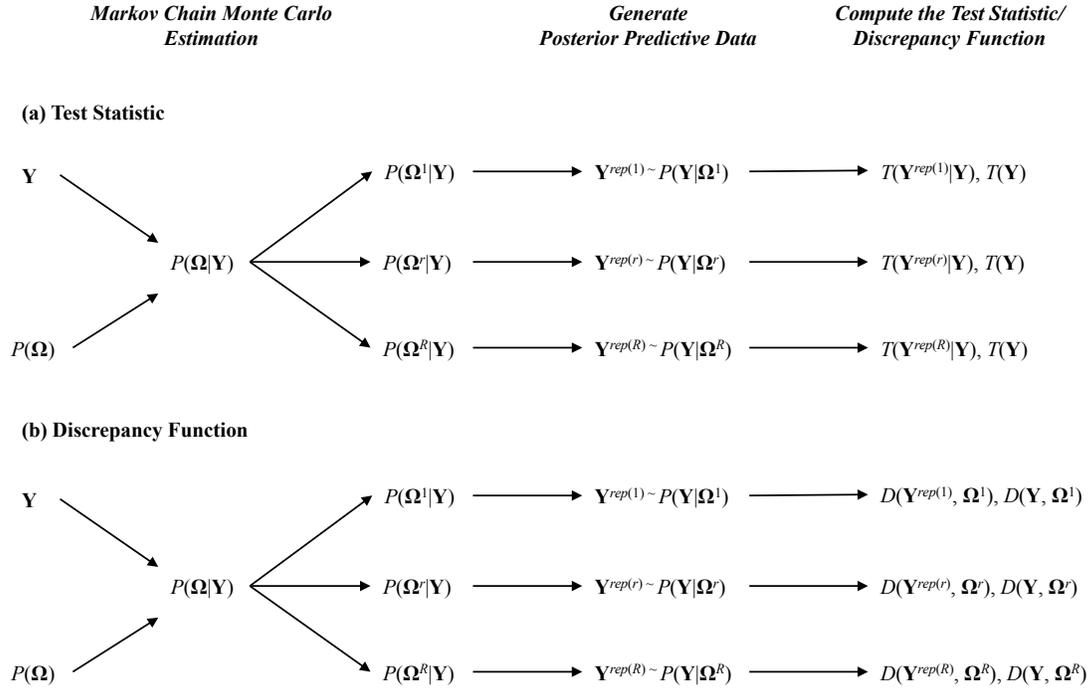 Markov Chain Monte Carlo Estimation
Generate Posterior Predictive Data
Compute the Test Statistic/ Discrepancy Function
(a) Test Statistic
Y
P(Ω)
P(Ω|Y)
P(Ω¹|Y) Y^rep(1) ~ P(Y|Ω¹) T(Y^rep(1)|Y), T(Y)
P(Ω^r|Y) Y^rep(r) ~ P(Y|Ω^r) T(Y^rep(r)|Y), T(Y)
P(Ω^R|Y) Y^rep(R) ~ P(Y|Ω^R) T(Y^rep(R)|Y), T(Y)
(b) Discrepancy Function
Y
P(Ω)
P(Ω|Y)
P(Ω¹|Y) Y^rep(1) ~ P(Y|Ω¹) D(Y^rep(1), Ω¹), D(Y, Ω¹)
P(Ω^r|Y) Y^rep(r) ~ P(Y|Ω^r) D(Y^rep(r), Ω^r), D(Y, Ω^r)
P(Ω^R|Y) Y^rep(R) ~ P(Y|Ω^R) D(Y^rep(R), Ω^R), D(Y, Ω^R)